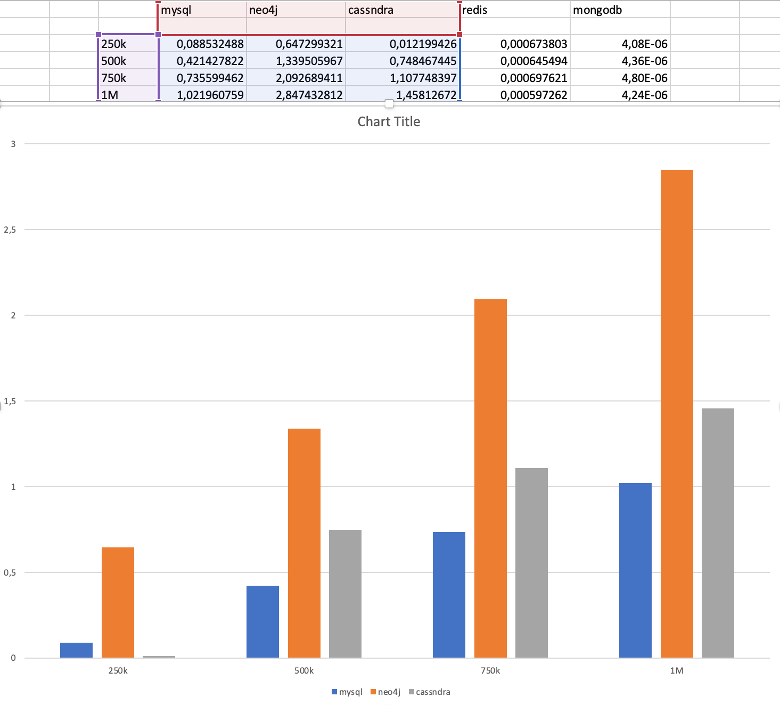 mysql neo4j cassndra redis mongodb
250k 0,088532488 0,647299321 0,012199426 0,000673803 4,08E-06
500k 0,421427822 1,339505967 0,748467445 0,000645494 4,36E-06
750k 0,735599462 2,092689411 1,107748397 0,000697621 4,80E-06
1M 1,021960759 2,847432812 1,45812672 0,000597262 4,24E-06
Chart Title
3
2,5
2
1,5
1
0,5
0
250k 500k 750k 1M
mysql neo4j cassndra